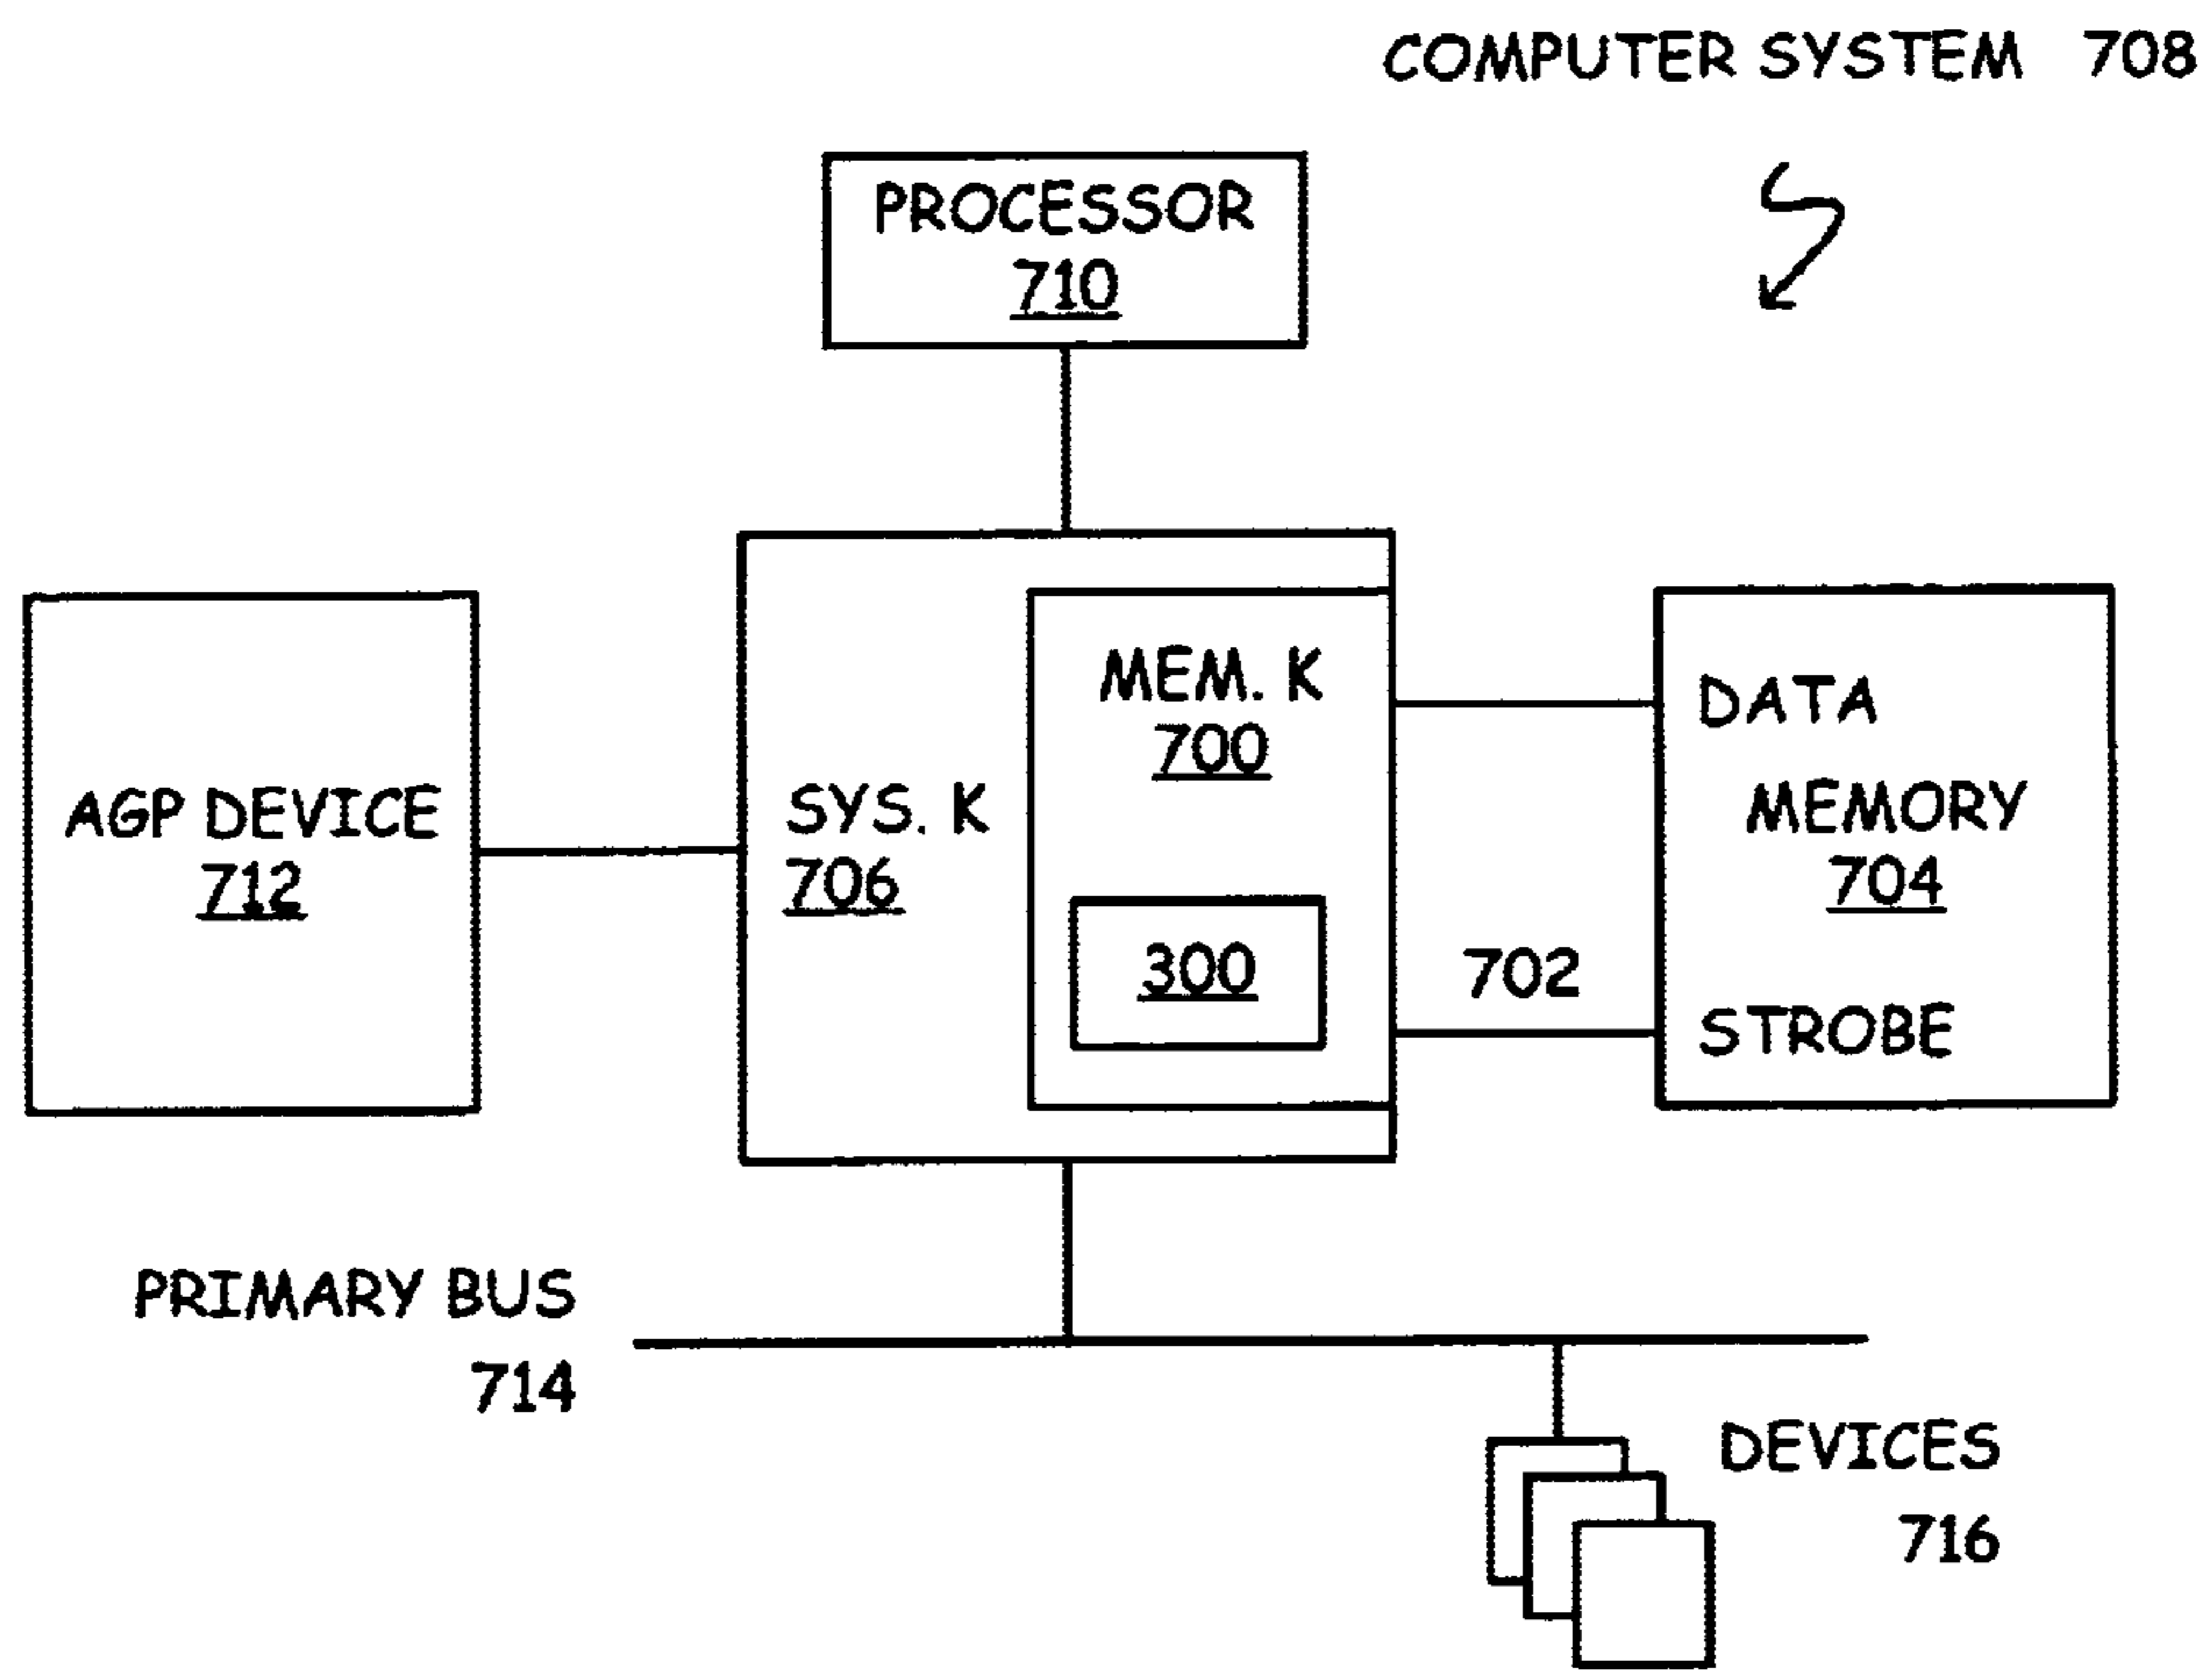 COMPUTER SYSTEM 708
PROCESSOR
710
MEM. K
700
DATA
AGP DEVICE
712
SYS. K
706
MEMORY
704
300
702
STROBE
PRIMARY BUS
714
DEVICES
716